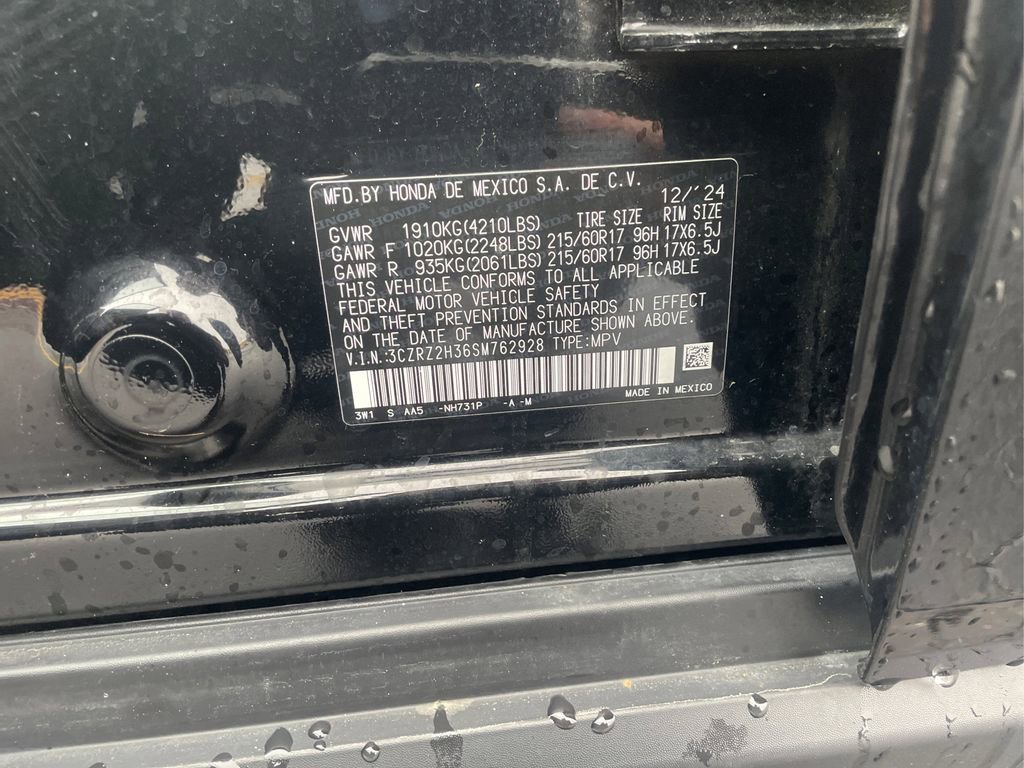 MFD.BY HONDA DE MEXICO S.A. DE C.V. 12/'24
GVWR 1910KG(4210LBS) TIRE SIZE RIM SIZE
GAWR F 1020KG(2248LBS) 215/60R17 96H 17X6.5J
GAWR R 935KG(2061LBS) 215/60R17 96H 17X6.5J
THIS VEHICLE CONFORMS TO ALL APPLICABLE
FEDERAL MOTOR VEHICLE SAFETY
AND THEFT PREVENTION STANDARDS IN EFFECT
ON THE DATE OF MANUFACTURE SHOWN ABOVE.
V.I.N.:3CZRZ2H36SM762928 TYPE:MPV
3W1 S AA5 -NH731P -A -M MADE IN MEXICO